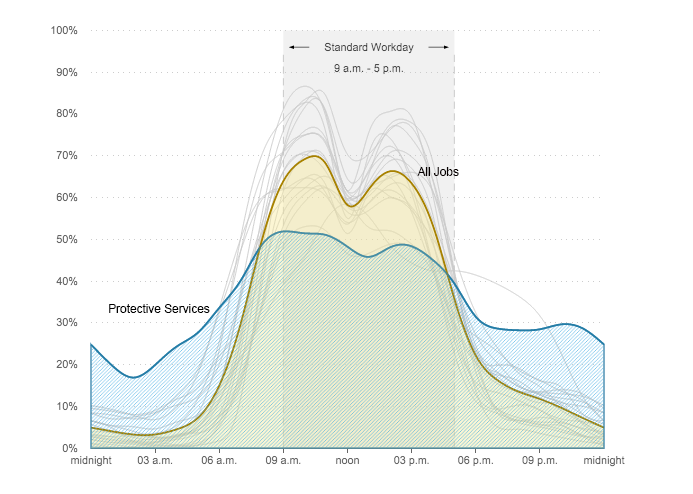 100%
Standard Workday
90%
9 a.m. - 5 p.m.
80%
70%
All Jobs
60%
50%
40%
Protective Services
30%
20%
10%
0%
midnight 03 a.m. 06 a.m. 09 a.m. noon 03 p.m. 06 p.m. 09 p.m. midnight